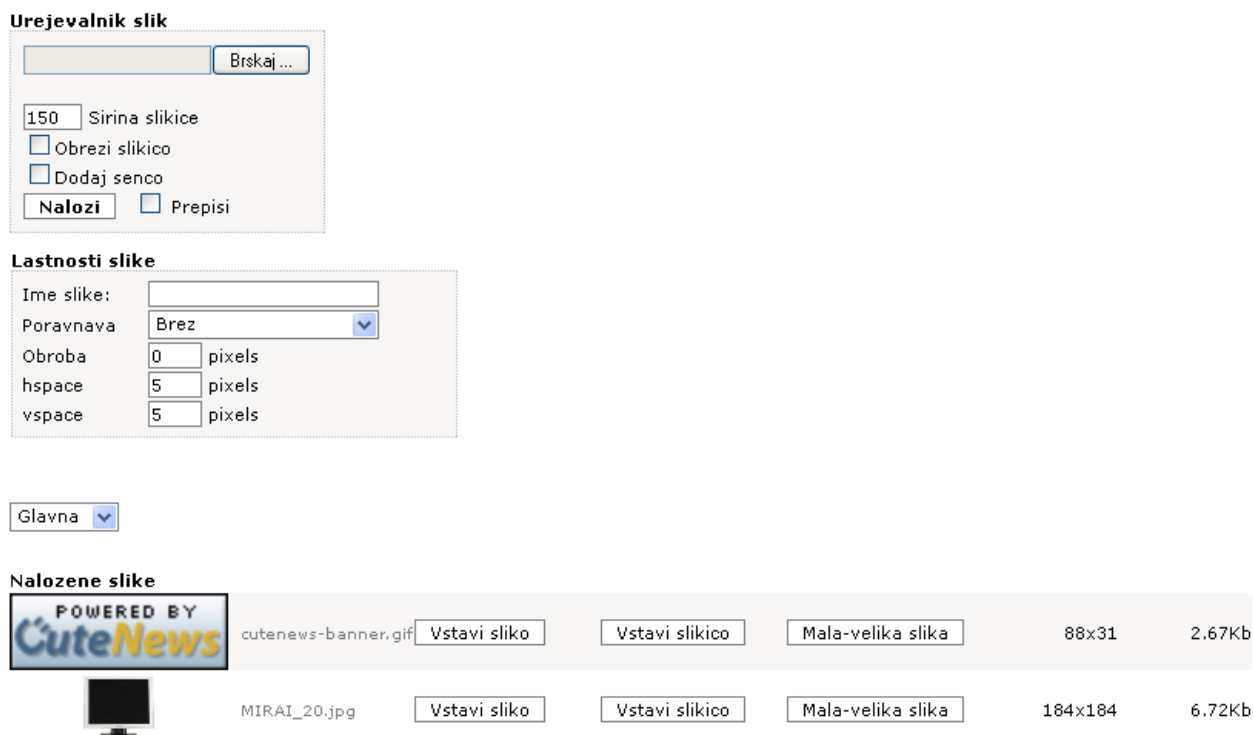 Urejevalnik slik
Brskaj ...
150 Sirina slikice
Obrezi slikico
Dodaj senco
Nalozi Prepisi
Lastnosti slike
Ime slike:
Poravnava Brez
Obroba 0 pixels
hspace 5 pixels
vspace 5 pixels
Glavna
Nalozene slike
POWERED BY
CuteNews
cutenews-banner.gif Vstavi sliko Vstavi slikico Mala-velika slika 88x31 2.67Kb
MIRAI_20.jpg Vstavi sliko Vstavi slikico Mala-velika slika 184x184 6.72Kb